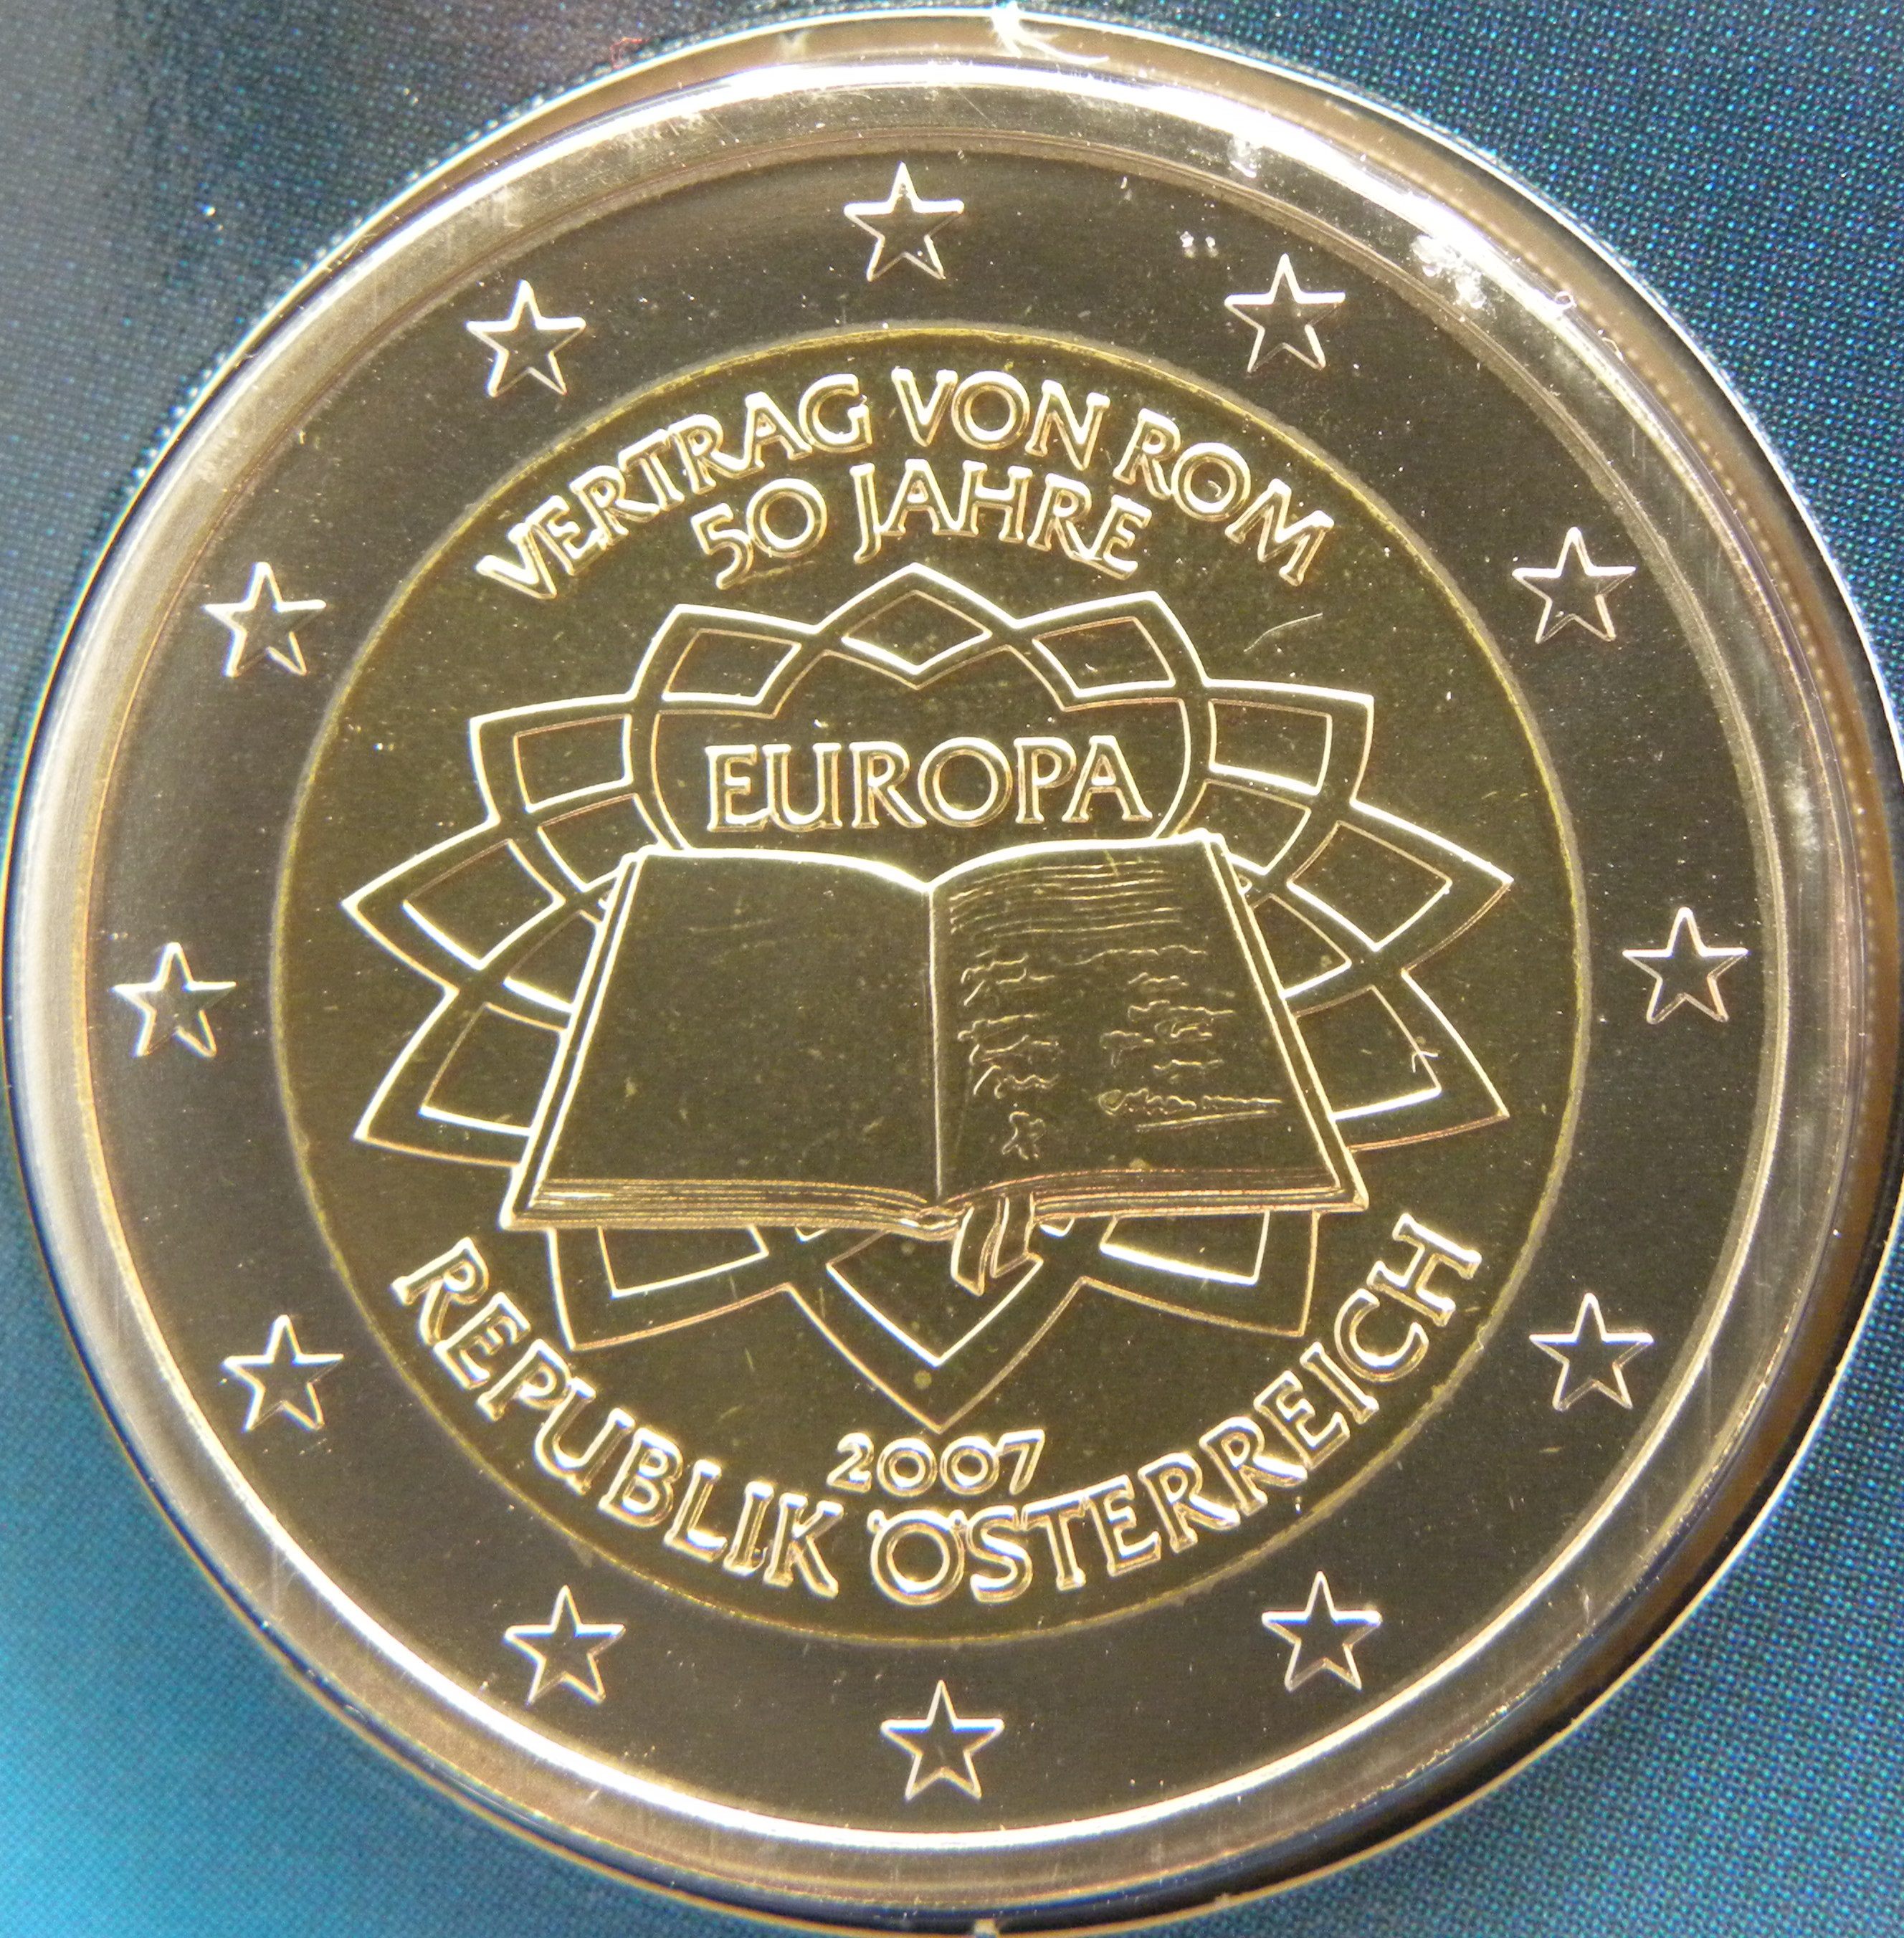 VERTRAG VON ROM
50 JAHRE
EUROPA
2007
REPUBLIK ÖSTERREICH